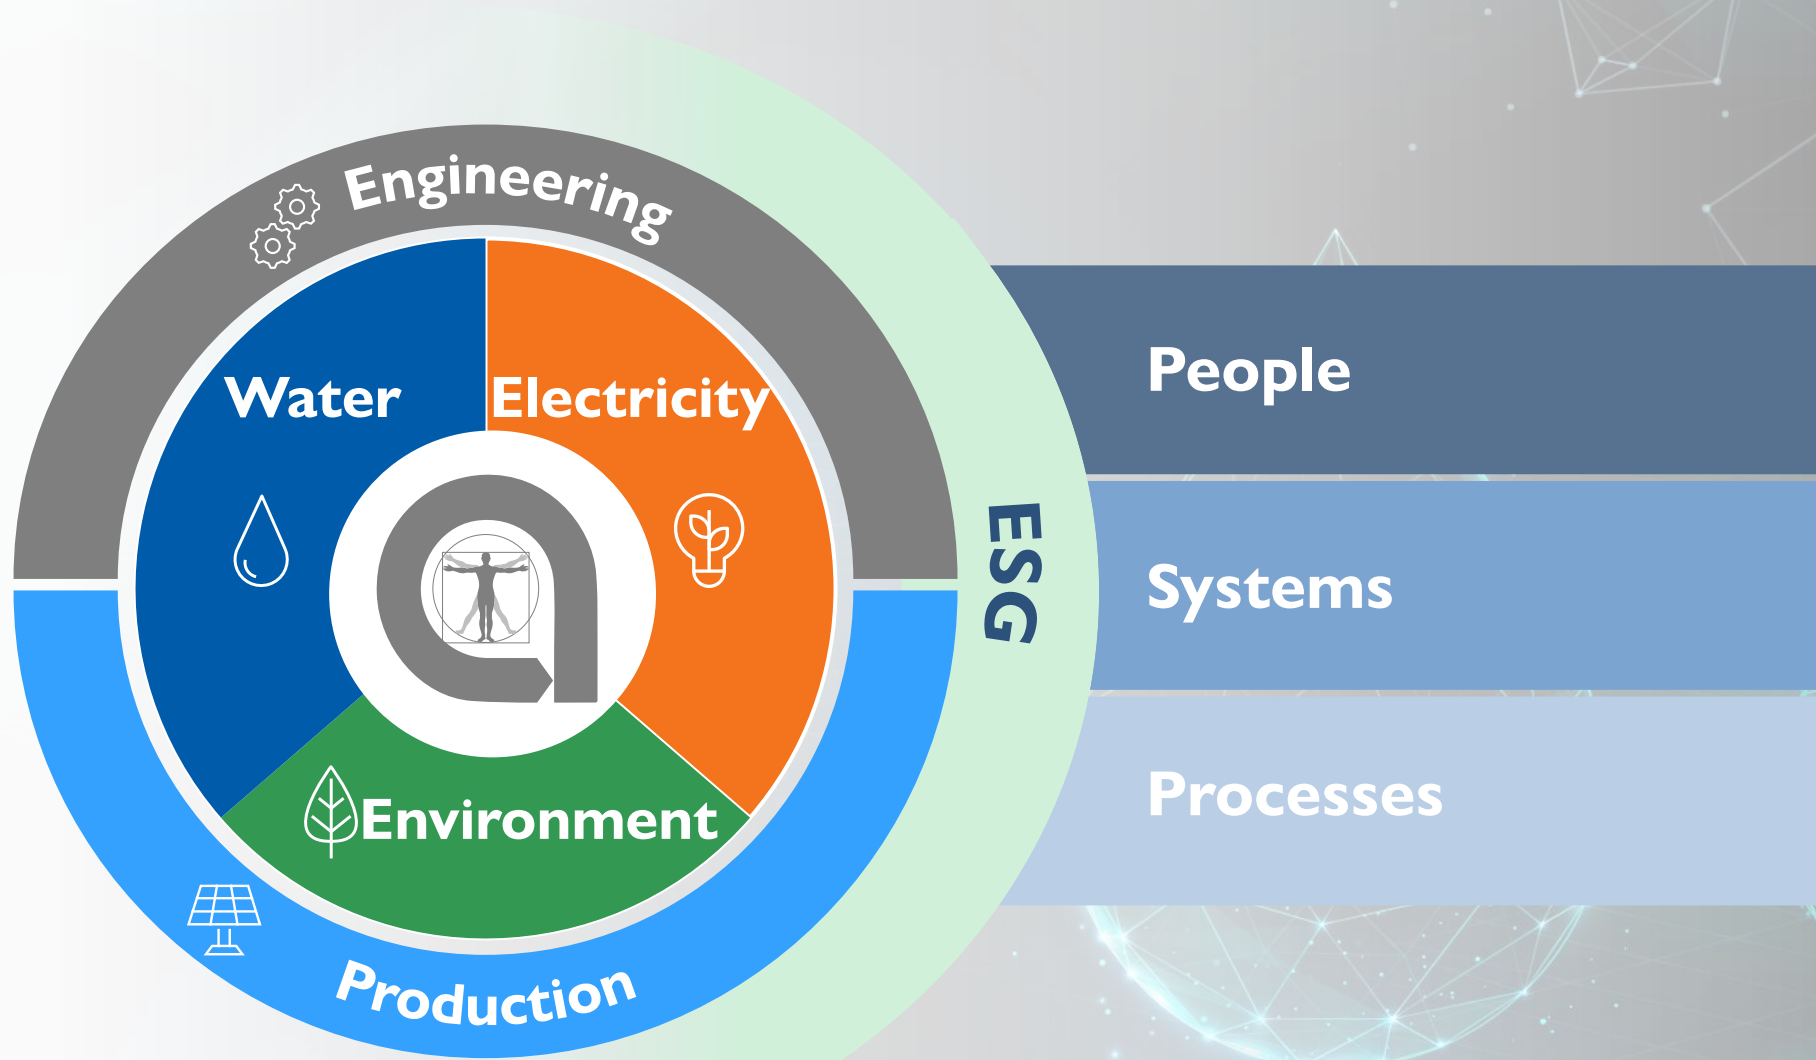 Engineering
Water
Electricity
Environment
Production
ESG
People
Systems
Processes